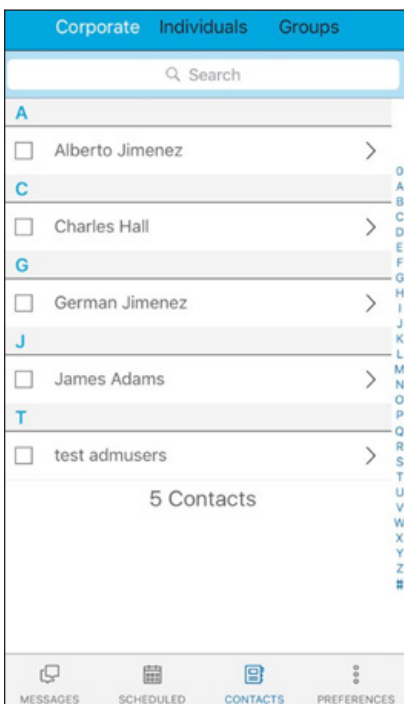 Corporate Individuals Groups
Search
A
Alberto Jimenez
C
Charles Hall
G
German Jimenez
J
James Adams
T
test admusers
5 Contacts
0
A
B
C
D
E
F
G
H
I
J
K
L
M
N
O
P
Q
R
S
T
U
V
W
X
Y
Z
#
MESSAGES SCHEDULED CONTACTS PREFERENCES